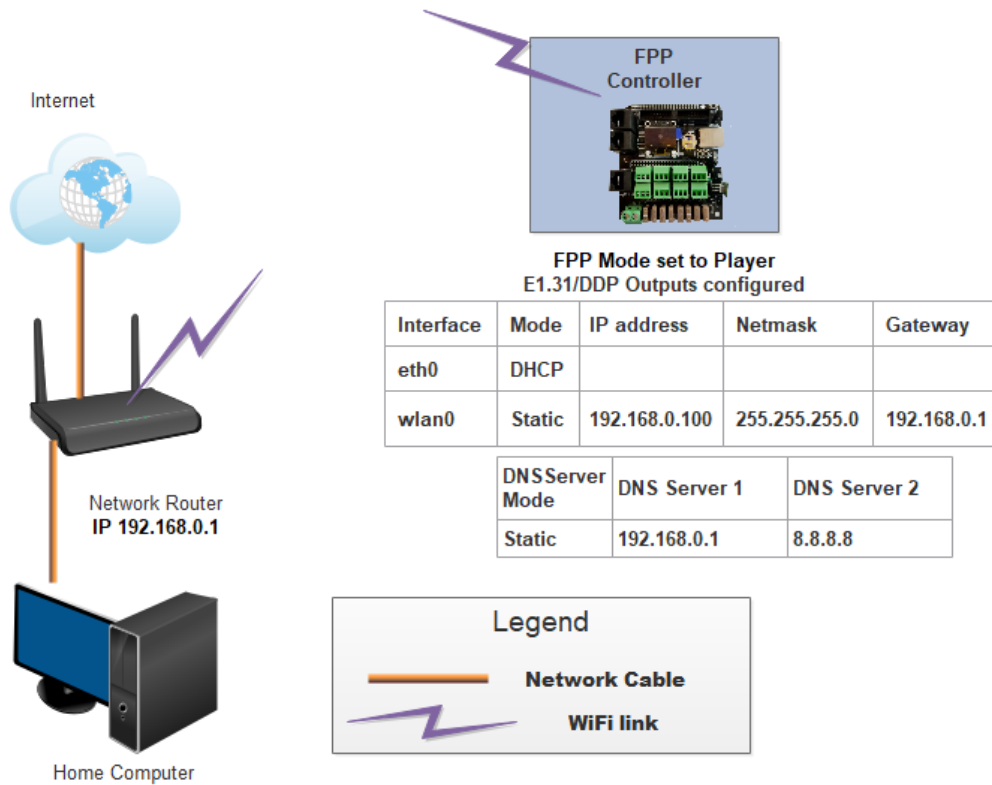 Internet
FPP
Controller
FPP Mode set to Player
E1.31/DDP Outputs configured
Interface Mode IP address Netmask Gateway
eth0 DHCP
wlan0 Static 192.168.0.100 255.255.255.0 192.168.0.1
DNSServer Mode DNS Server 1 DNS Server 2
Static 192.168.0.1 8.8.8.8
Network Router
IP 192.168.0.1
Legend
Network Cable
WiFi link
Home Computer